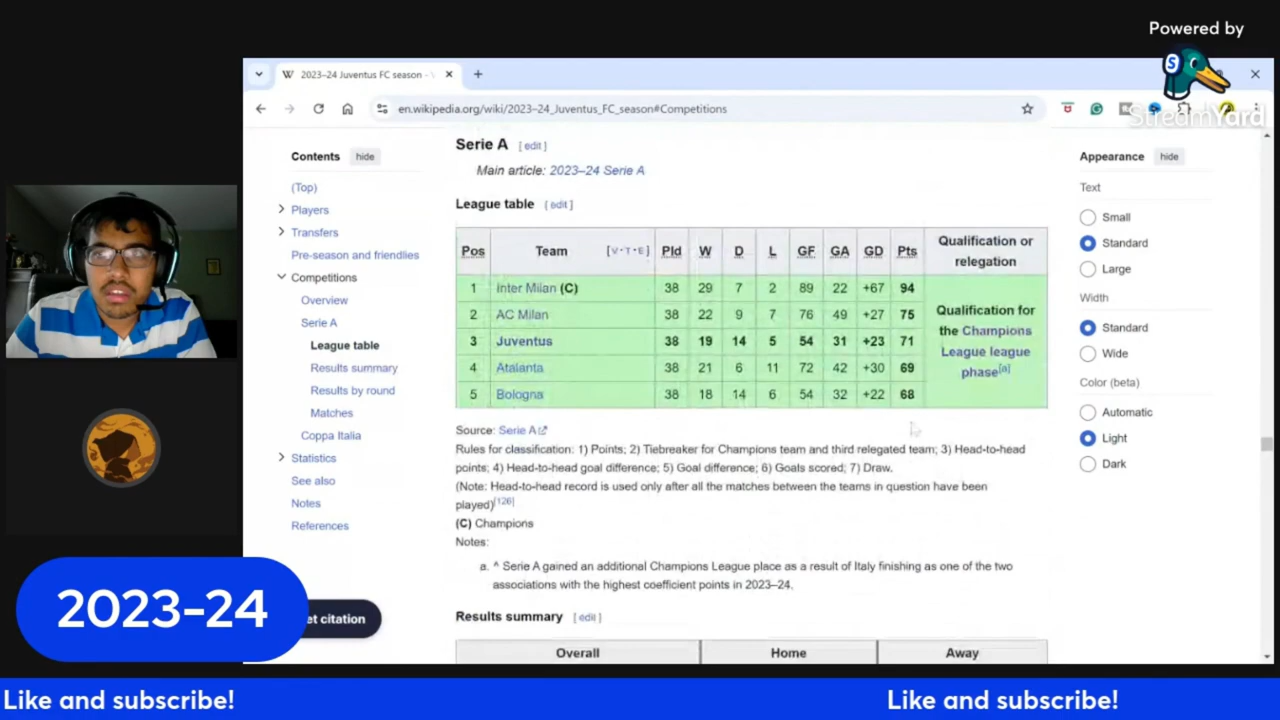 Powered by
StreamYard
2023–24 Juventus FC season -
en.wikipedia.org/wiki/2023–24_Juventus_FC_season#Competitions
Contents hide
(Top)
Players
Transfers
Pre-season and friendlies
Competitions
Overview
Serie A
League table
Results summary
Results by round
Matches
Coppa Italia
Statistics
See also
Notes
References
citation
Serie A [ edit ]
Main article: 2023–24 Serie A
League table [ edit ]
Pos Team [V·T·E] Pld W D L GF GA GD Pts Qualification or relegation
1 Inter Milan (C) 38 29 7 2 89 22 +67 94
2 AC Milan 38 22 9 7 76 49 +27 75
3 Juventus 38 19 14 5 54 31 +23 71
4 Atalanta 38 21 6 11 72 42 +30 69
5 Bologna 38 18 14 6 54 32 +22 68
Qualification for
the Champions
League league
phase[a]
Source: Serie A
Rules for classification: 1) Points; 2) Tiebreaker for Champions team and third relegated team; 3) Head-to-head
points; 4) Head-to-head goal difference; 5) Goal difference; 6) Goals scored; 7) Draw.
(Note: Head-to-head record is used only after all the matches between the teams in question have been
played)[126]
(C) Champions
Notes:
a. ^ Serie A gained an additional Champions League place as a result of Italy finishing as one of the two
associations with the highest coefficient points in 2023–24.
Results summary [ edit ]
Overall Home Away
Appearance hide
Text
Small
Standard
Large
Width
Standard
Wide
Color (beta)
Automatic
Light
Dark
2023-24
Like and subscribe! Like and subscribe!